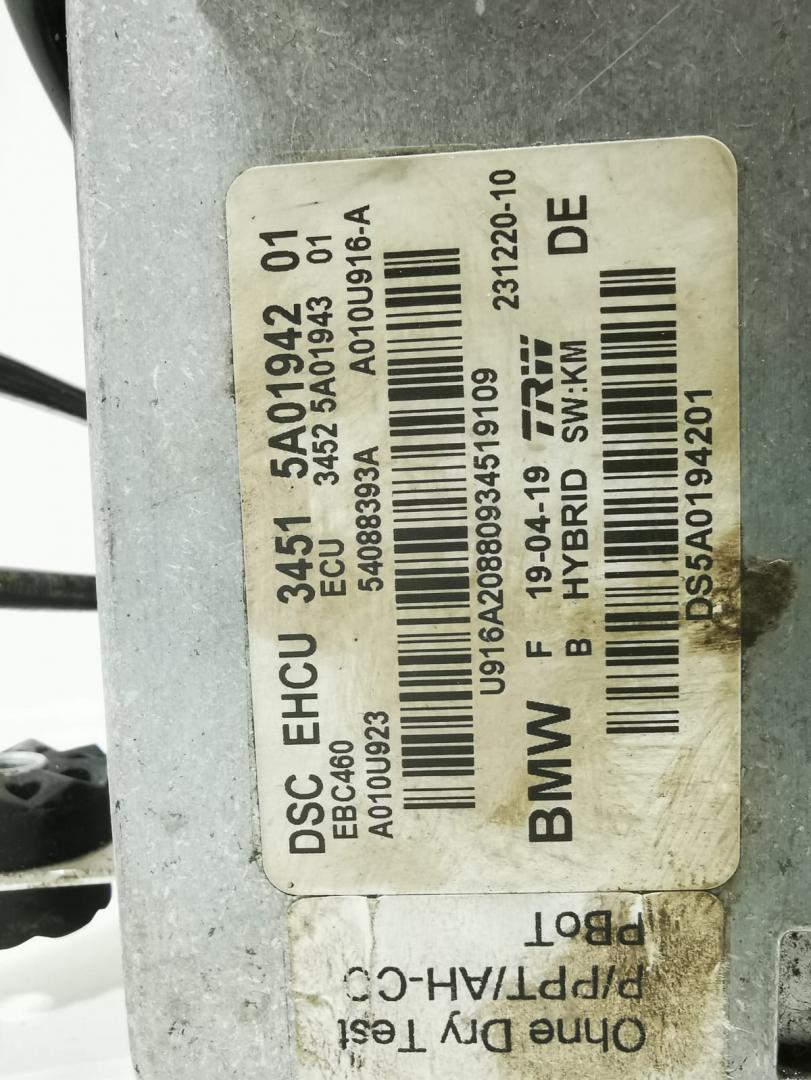 DSC EHCU 3451 5A01942 01
EBC460 ECU 3452 5A01943 01
A010U923 54088393A A010U916-A
U916A20880934519109 231220-10
BMW F 19-04-19 TRW DE
B HYBRID SW:KM
DS5A0194201
Ohne Dry Test
P/PPT/AH-CC
PBoT